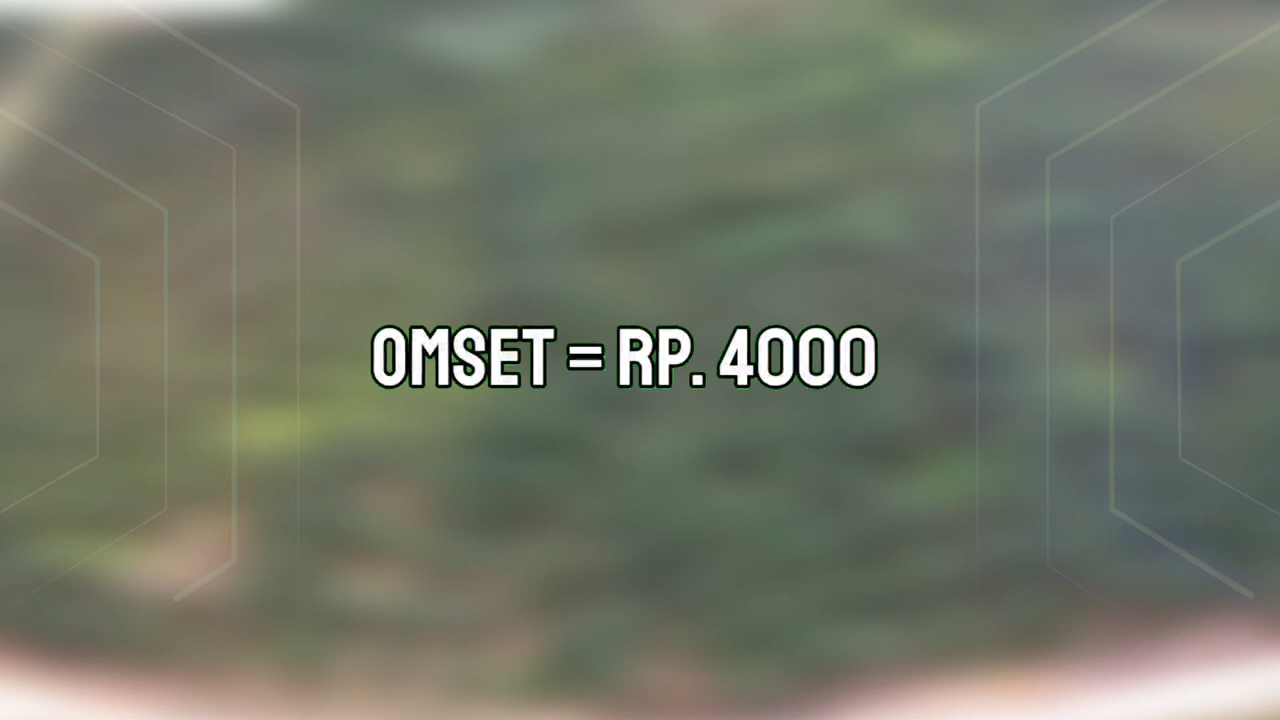 OMSET = RP. 4000